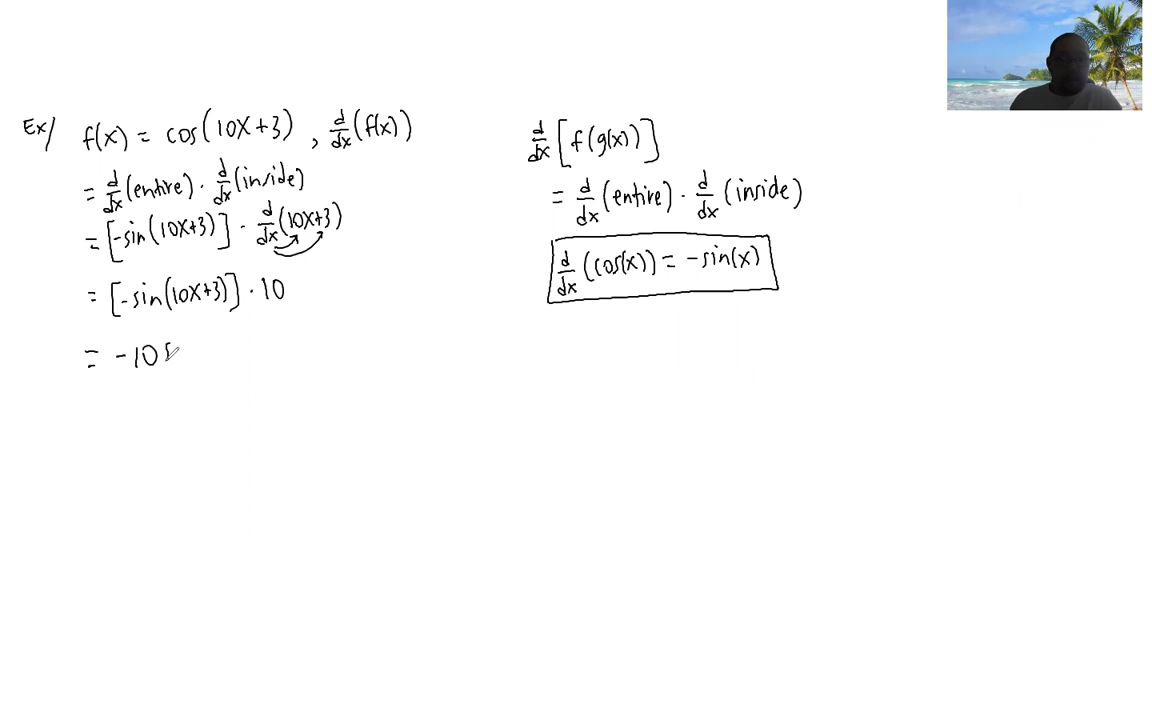 Ex/ f(x) = cos(10x+3) , d/dx (f(x))
= d/dx (entire) · d/dx (inside)
= [-sin(10x+3)] · d/dx (10x+3)
= [-sin(10x+3)] · 10
= -10
d/dx [f(g(x))]
= d/dx (entire) · d/dx (inside)
d/dx (cos(x)) = -sin(x)